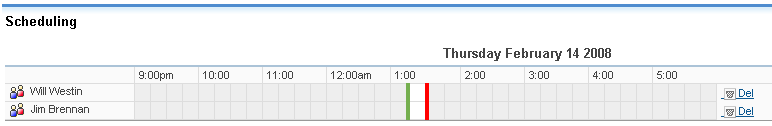 Scheduling
Thursday February 14 2008
9:00pm 10:00 11:00 12:00am 1:00 2:00 3:00 4:00 5:00
Will Westin Del
Jim Brennan Del